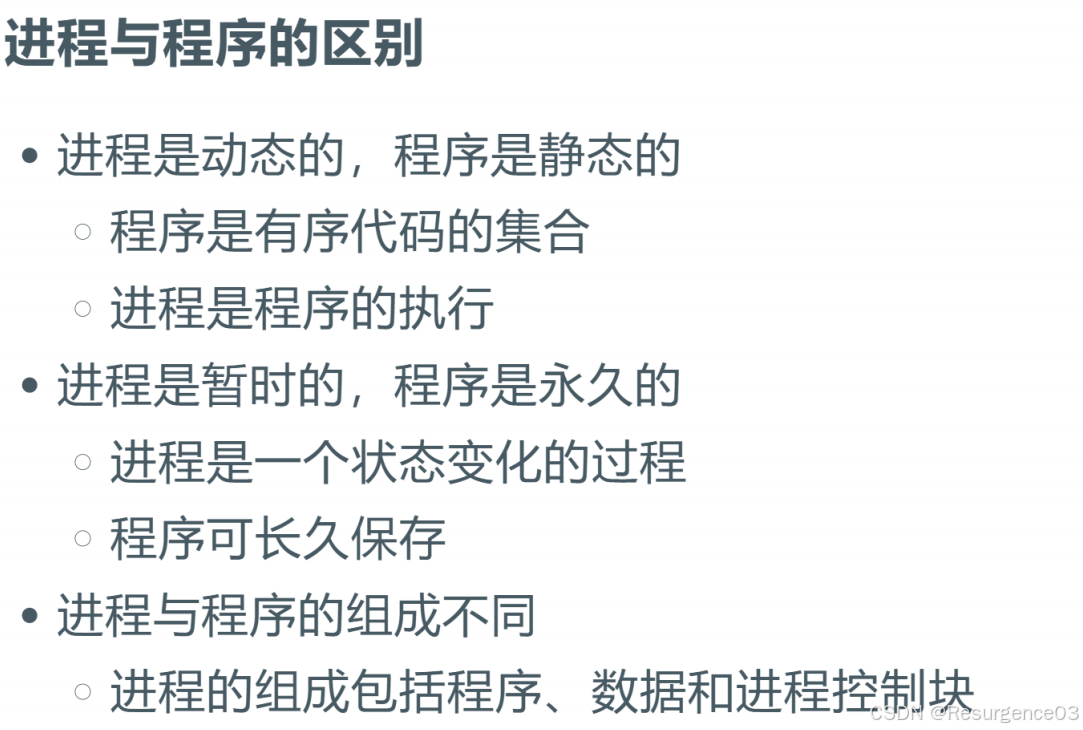 进程与程序的区别
• 进程是动态的，程序是静态的
○ 程序是有序代码的集合
○ 进程是程序的执行
• 进程是暂时的，程序是永久的
○ 进程是一个状态变化的过程
○ 程序可长久保存
• 进程与程序的组成不同
○ 进程的组成包括程序、数据和进程控制块
CSDN @Resurgence03